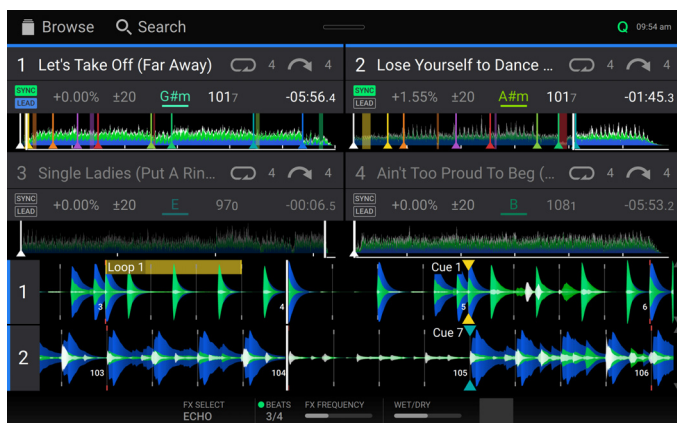 Browse Search Q 09:54 am
1 Let's Take Off (Far Away) 4 4
SYNC LEAD +0.00% ±20 G#m 1017 -05:56.4
2 Lose Yourself to Dance ... 4 4
SYNC LEAD +1.55% ±20 A#m 1017 -01:45.3
3 Single Ladies (Put A Rin... 4 4
SYNC LEAD +0.00% ±20 E 970 -00:06.5
4 Ain't Too Proud To Beg (... 4 4
SYNC LEAD +0.00% ±20 B 1081 -05:53.2
Loop 1 Cue 1
1 3 4 5 6
Cue 7
2 103 104 105 106
FX SELECT BEATS FX FREQUENCY WET/DRY
ECHO 3/4